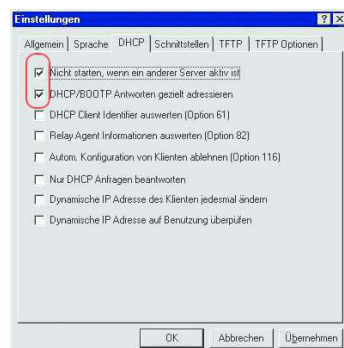 Einstellungen
Allgemein Sprache DHCP Schnittstellen TFTP TFTP Optionen
Nicht starten, wenn ein anderer Server aktiv ist
DHCP/BOOTP Antworten gezielt adressieren
DHCP Client Identifier auswerten (Option 61)
Relay Agent Informationen auswerten (Option 82)
Autom. Konfiguration von Klienten ablehnen (Option 116)
Nur DHCP Anfragen beantworten
Dynamische IP Adresse des Klienten jedesmal ändern
Dynamische IP Adresse auf Benutzung überpüfen
OK Abbrechen Übernehmen